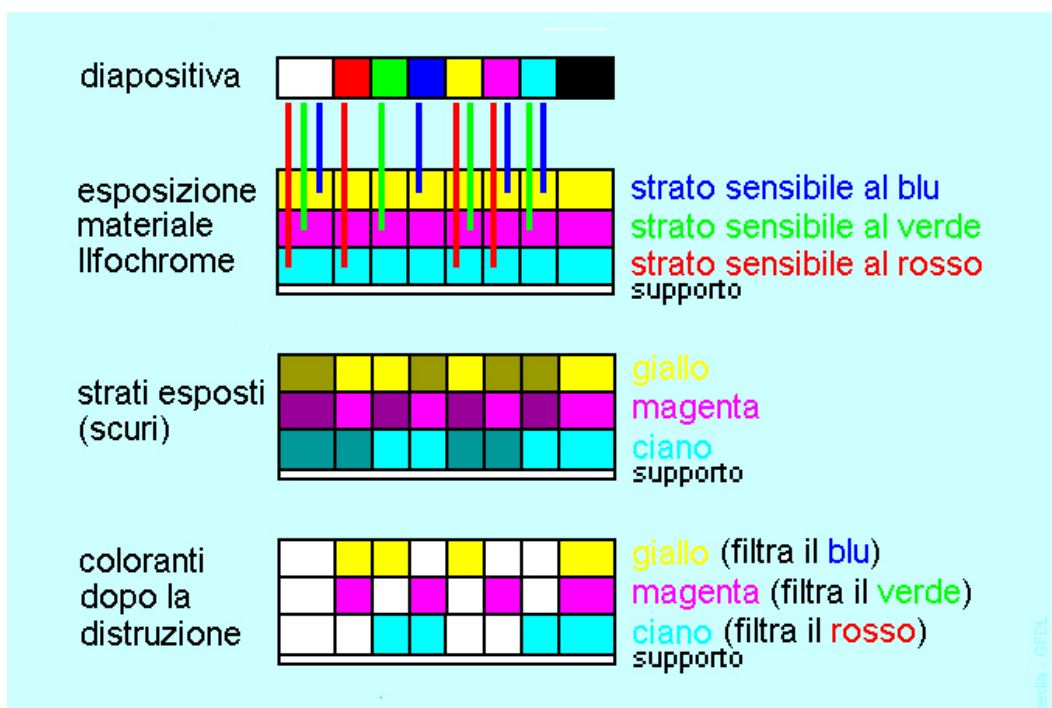 diapositiva
esposizione
materiale
Ilfochrome
strato sensibile al blu
strato sensibile al verde
strato sensibile al rosso
supporto
strati esposti
(scuri)
giallo
magenta
ciano
supporto
coloranti
dopo la
distruzione
giallo (filtra il blu)
magenta (filtra il verde)
ciano (filtra il rosso)
supporto
pedia - GFDL